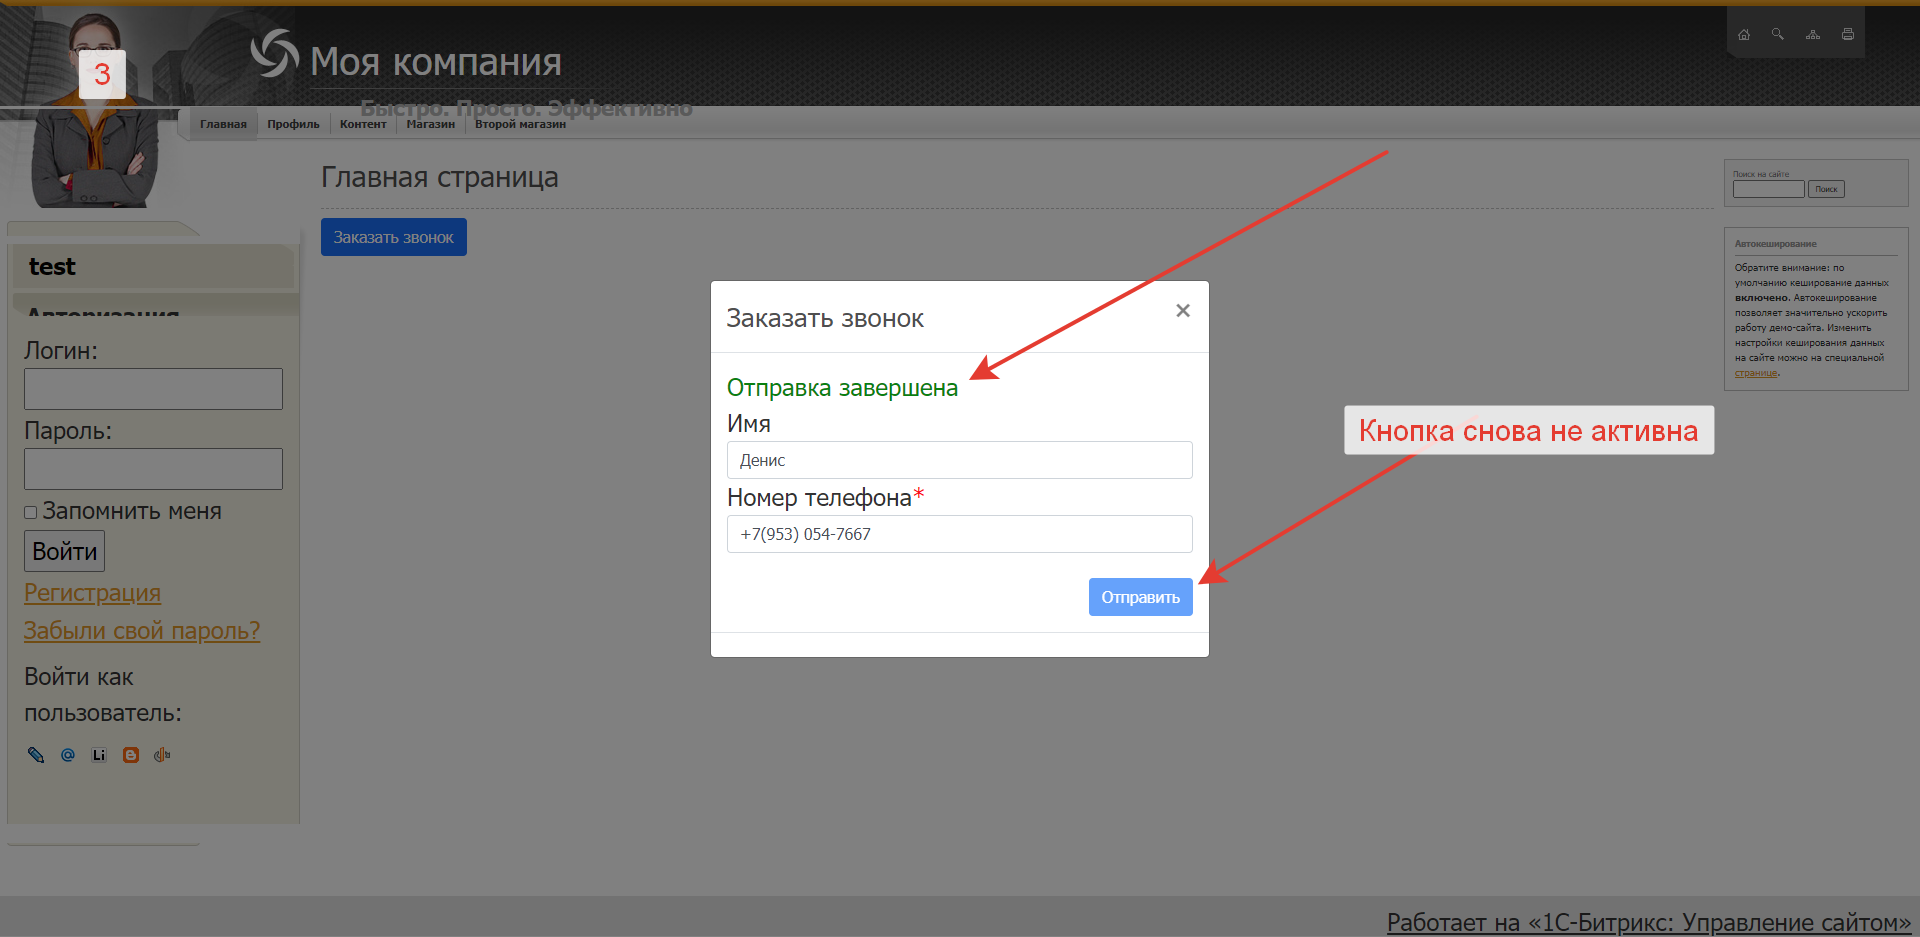 3
Моя компания
Быстро. Просто. Эффективно
Главная
Профиль
Контент
Магазин
Второй магазин
Главная страница
Заказать звонок
test
Авторизация
Логин:
Пароль:
Запомнить меня
Войти
Регистрация
Забыли свой пароль?
Войти как
пользователь:
Li
Заказать звонок
×
Отправка завершена
Имя
Денис
Номер телефона*
+7(953) 054-7667
Отправить
Кнопка снова не активна
Поиск на сайте
Поиск
Автокеширование
Обратите внимание: по
умолчанию кеширование данных
включено. Автокеширование
позволяет значительно ускорить
работу демо-сайта. Изменить
настройки кеширования данных
на сайте можно на специальной
странице.
Работает на «1С-Битрикс: Управление сайтом»